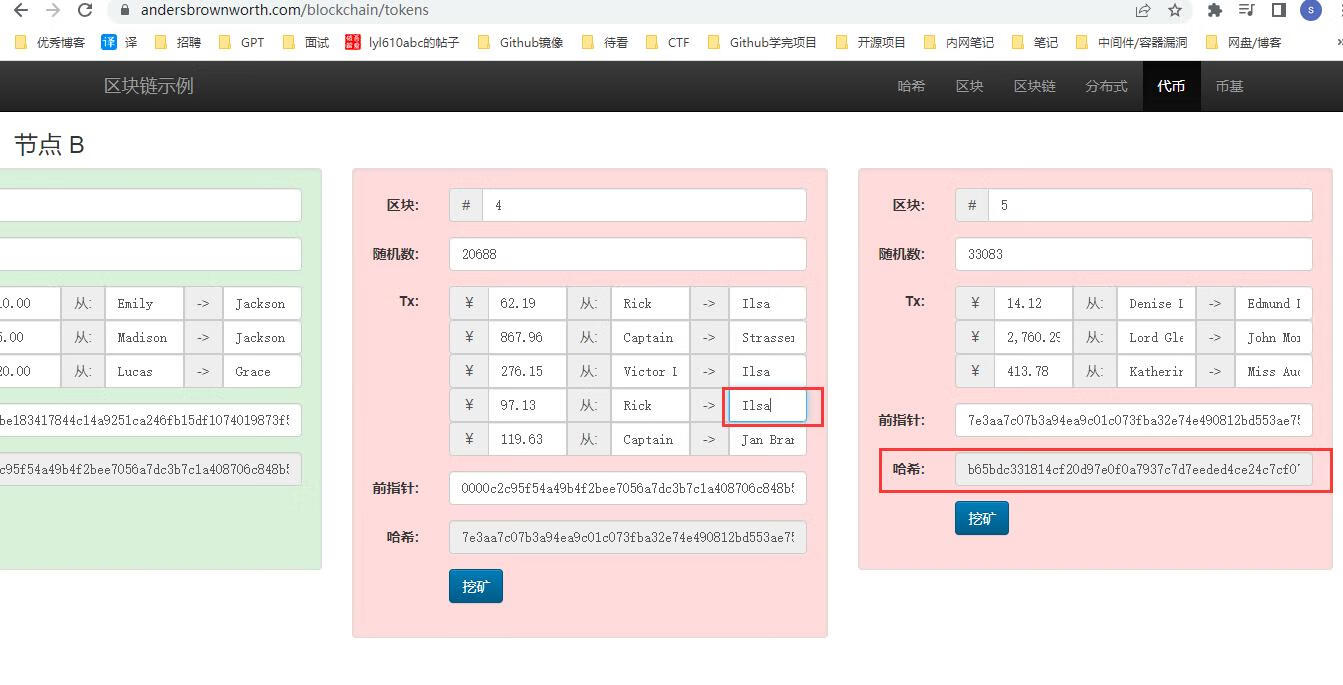 andersbrownworth.com/blockchain/tokens
优秀博客 译 译 招聘 GPT 面试 lyl610abc的帖子 Github镜像 待看 CTF Github学完项目 开源项目 内网笔记 笔记 中间件/容器漏洞 网盘/博客
区块链示例 哈希 区块 区块链 分布式 代币 币基
节点 B
区块: # 4
随机数: 20688
Tx: ¥ 62.19 从: Rick -> Ilsa
¥ 867.96 从: Captain -> Strasser
¥ 276.15 从: Victor L -> Ilsa
¥ 97.13 从: Rick -> Ilsa
¥ 119.63 从: Captain -> Jan Bran
前指针: 0000c2c95f54a49b4f2bee7056a7dc3b7c1a408706c848b5
哈希: 7e3aa7c07b3a94ea9c01c073fba32e74e490812bd553ae75
挖矿
区块: # 5
随机数: 33083
Tx: ¥ 14.12 从: Denise L -> Edmund L
¥ 2,760.29 从: Lord Gle -> John Mor
¥ 413.78 从: Katherin -> Miss Aud
前指针: 7e3aa7c07b3a94ea9c01c073fba32e74e490812bd553ae75
哈希: b65bdc331814cf20d97e0f0a7937c7d7eeded4ce24c7cf07
挖矿
.00 从: Emily -> Jackson
.00 从: Madison -> Jackson
0.00 从: Lucas -> Grace
be183417844c14a9251ca246fb15df1074019873f5
c95f54a49b4f2bee7056a7dc3b7c1a408706c848b5